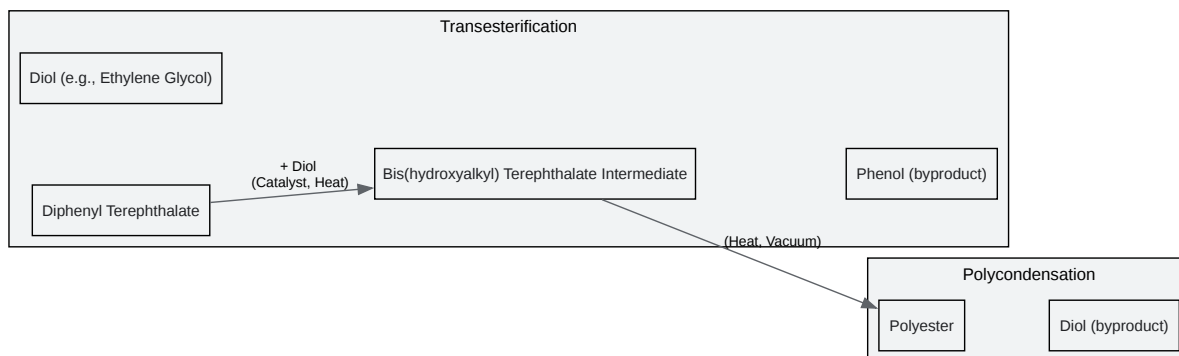 Transesterification
Diol (e.g., Ethylene Glycol)
+ Diol
(Catalyst, Heat)
Bis(hydroxyalkyl) Terephthalate Intermediate
Phenol (byproduct)
Diphenyl Terephthalate
(Heat, Vacuum)
Polycondensation
Polyester
Diol (byproduct)